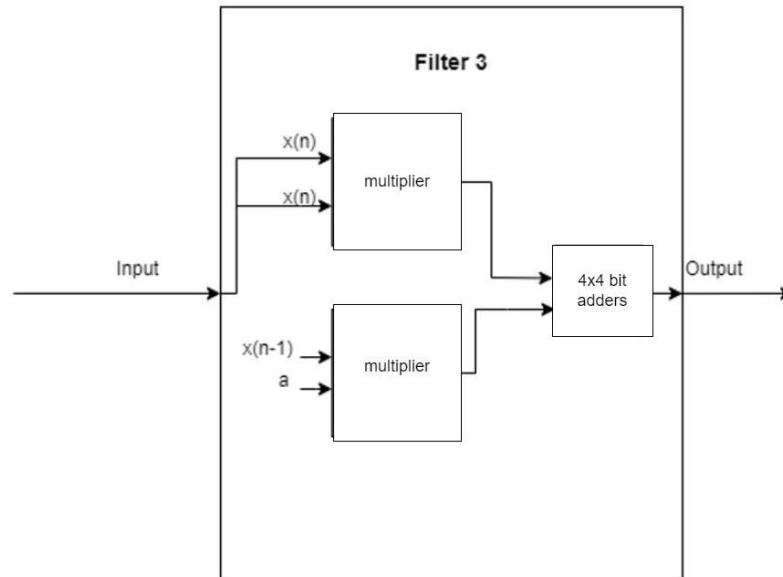 Filter 3
x(n)
multiplier
x(n)
Input
Output
4x4 bit
adders
x(n-1)
multiplier
a